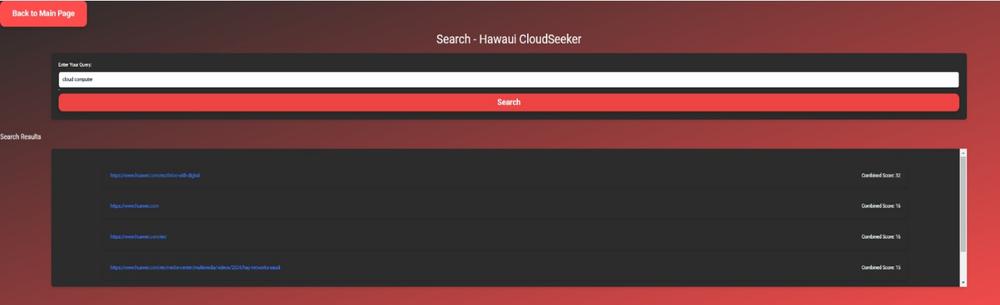 Back to Main Page
Search - Hawaui CloudSeeker
Enter Your Query:
cloud computer
Search
Search Results
https://www.huawei.com/en/thrive-with-digital Combined Score: 32
https://www.huawei.com Combined Score: 16
https://www.huawei.com/en/ Combined Score: 16
https://www.huawei.com/en/media-center/multimedia/videos/2024/hajj-networks-saudi Combined Score: 15